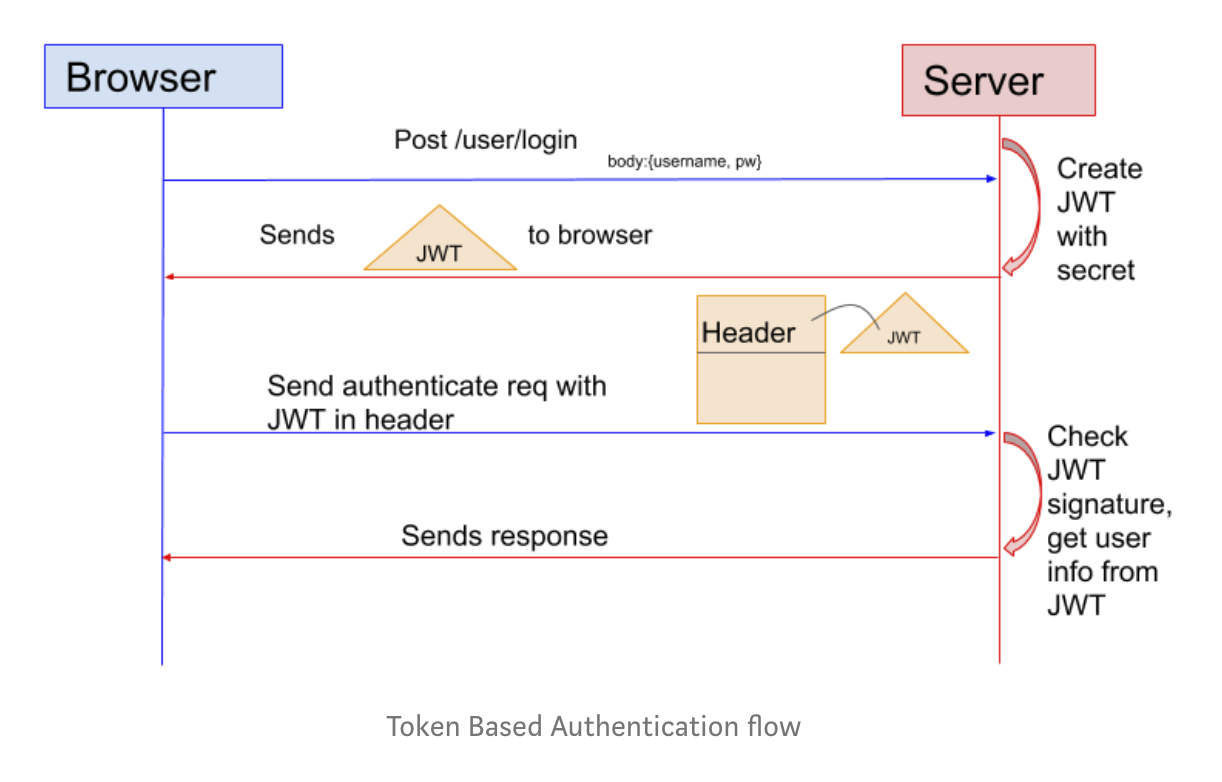 Browser
Server
Post /user/login
body:{username, pw}
Create
JWT
with
secret
Sends
JWT
to browser
Header
JWT
Send authenticate req with
JWT in header
Check
JWT
signature,
get user
info from
JWT
Sends response
Token Based Authentication flow